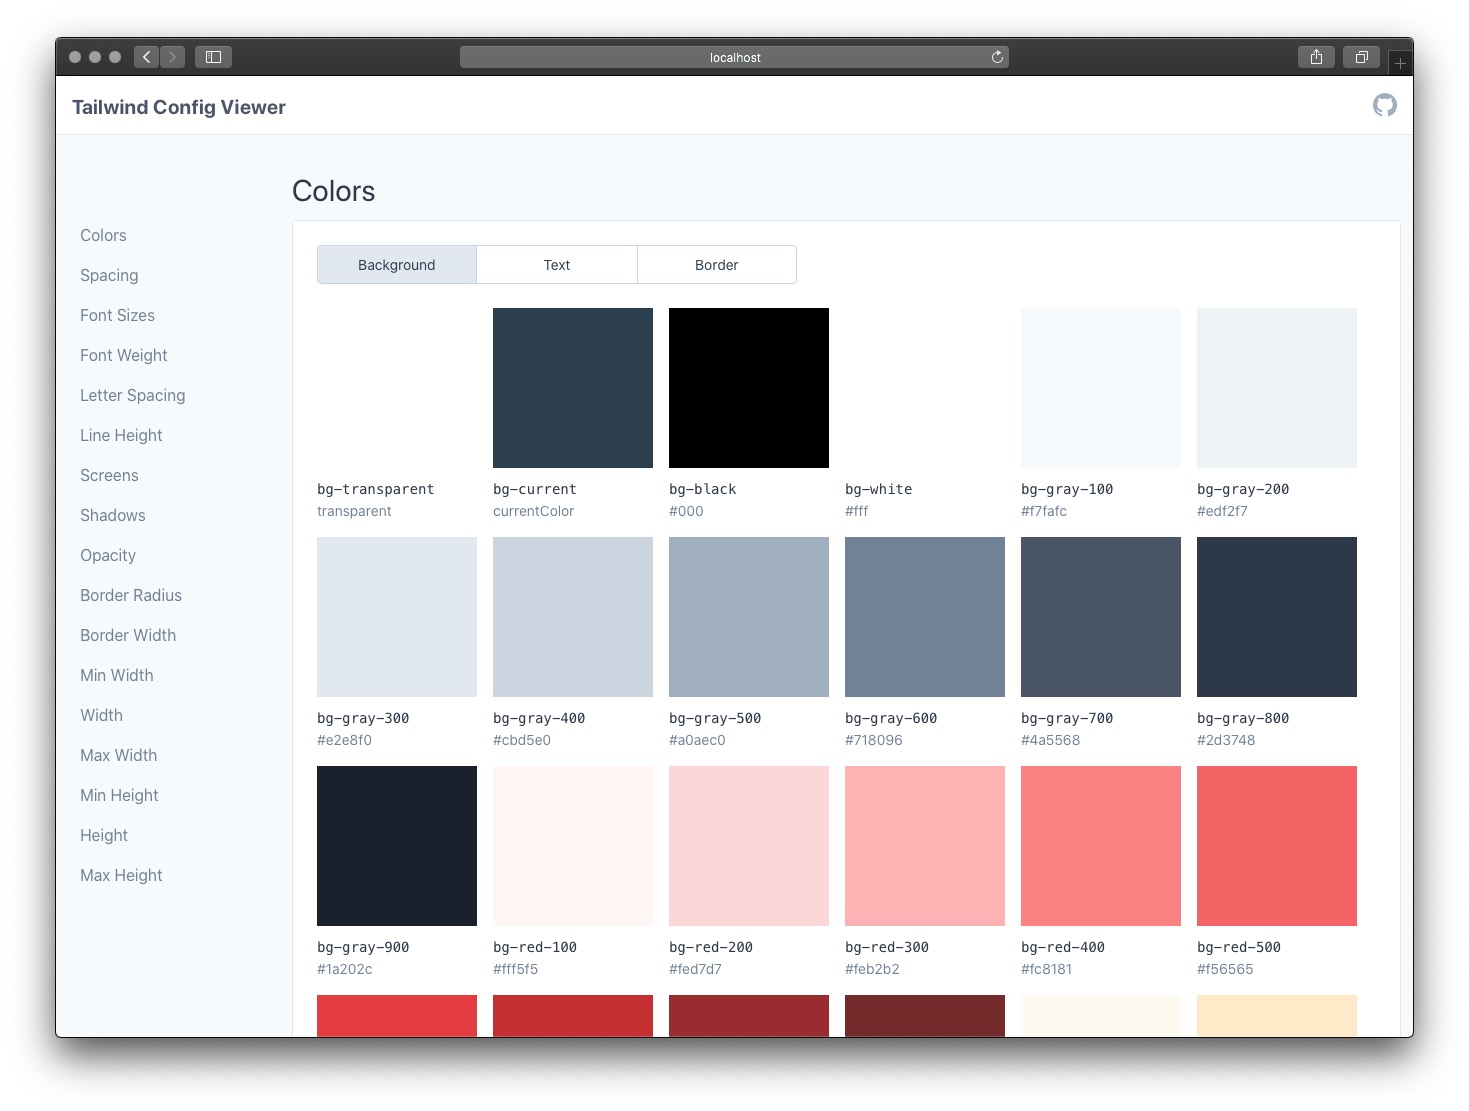 localhost
Tailwind Config Viewer
Colors
Colors
Spacing
Font Sizes
Font Weight
Letter Spacing
Line Height
Screens
Shadows
Opacity
Border Radius
Border Width
Min Width
Width
Max Width
Min Height
Height
Max Height
Background Text Border
bg-transparent bg-current bg-black bg-white bg-gray-100 bg-gray-200
transparent currentColor #000 #fff #f7fafc #edf2f7
bg-gray-300 bg-gray-400 bg-gray-500 bg-gray-600 bg-gray-700 bg-gray-800
#e2e8f0 #cbd5e0 #a0aec0 #718096 #4a5568 #2d3748
bg-gray-900 bg-red-100 bg-red-200 bg-red-300 bg-red-400 bg-red-500
#1a202c #fff5f5 #fed7d7 #feb2b2 #fc8181 #f56565